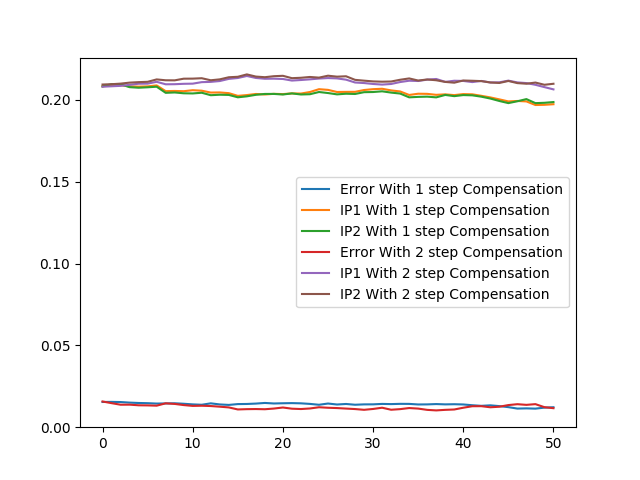 0.20
0.15
0.10
0.05
0.00
Error With 1 step Compensation
IP1 With 1 step Compensation
IP2 With 1 step Compensation
Error With 2 step Compensation
IP1 With 2 step Compensation
IP2 With 2 step Compensation
0 10 20 30 40 50